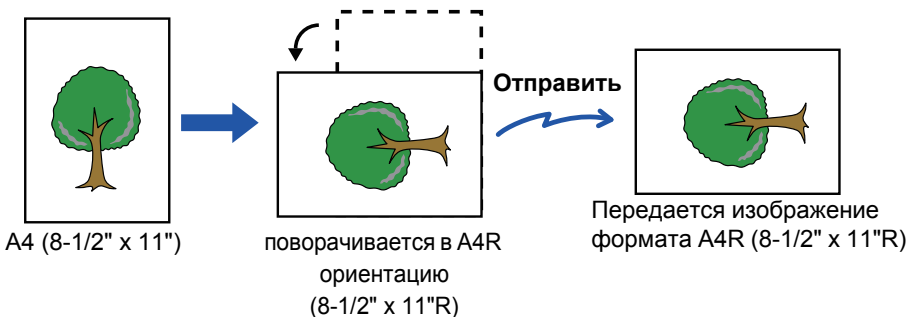 A4 (8-1/2" x 11")
поворачивается в A4R
ориентацию
(8-1/2" x 11"R)
Отправить
Передается изображение
формата A4R (8-1/2" x 11"R)